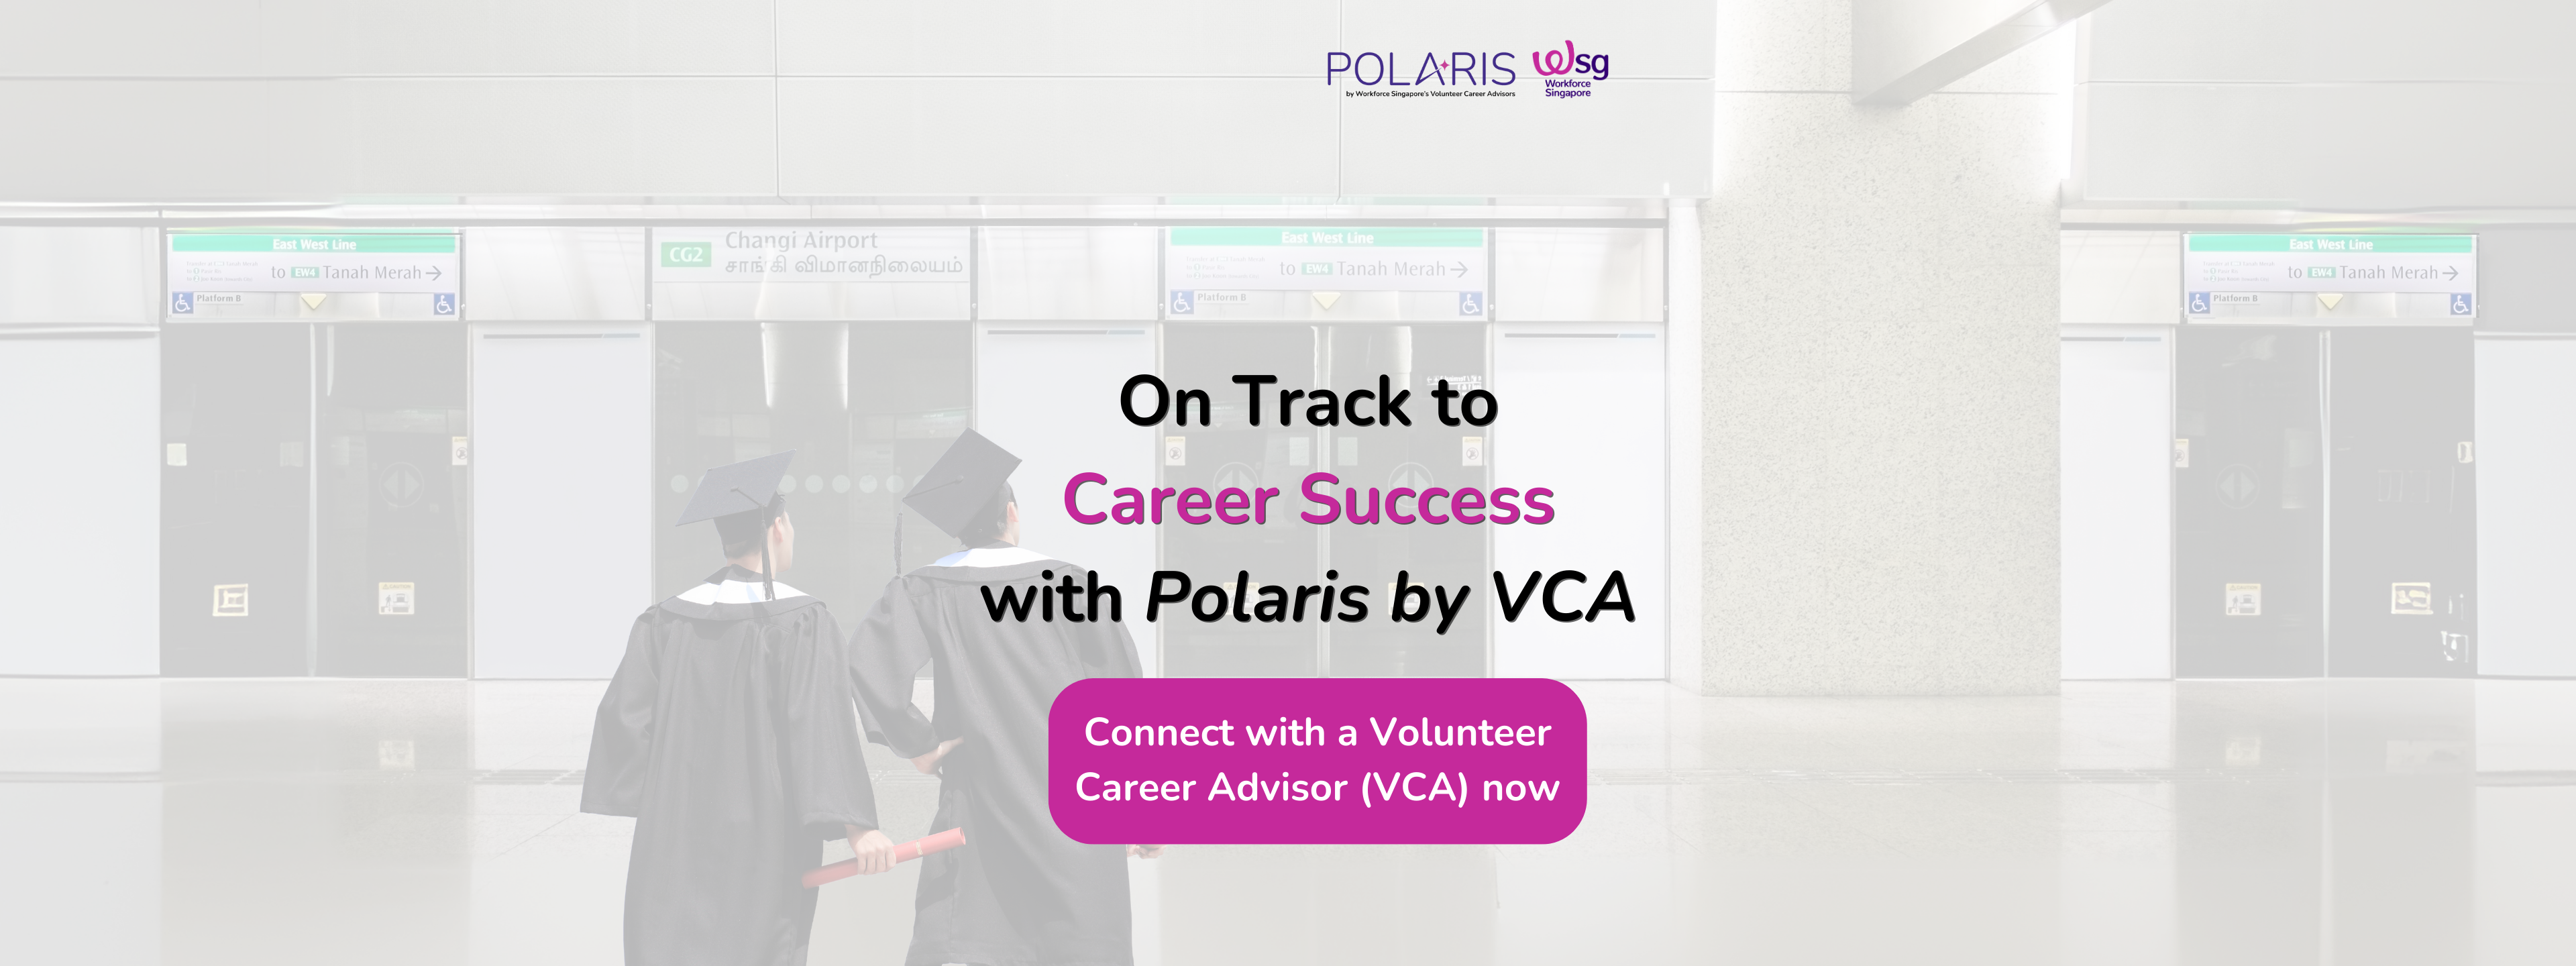 POLARIS
by Workforce Singapore's Volunteer Career Advisors
wsg
Workforce
Singapore
East West Line
to EW4 Tanah Merah
Platform B
CG2
Changi Airport
சாங்கி விமானநிலையம்
East West Line
to EW4 Tanah Merah
Platform B
East West Line
to EW4 Tanah Merah
Platform B
On Track to
Career Success
with Polaris by VCA
Connect with a Volunteer
Career Advisor (VCA) now